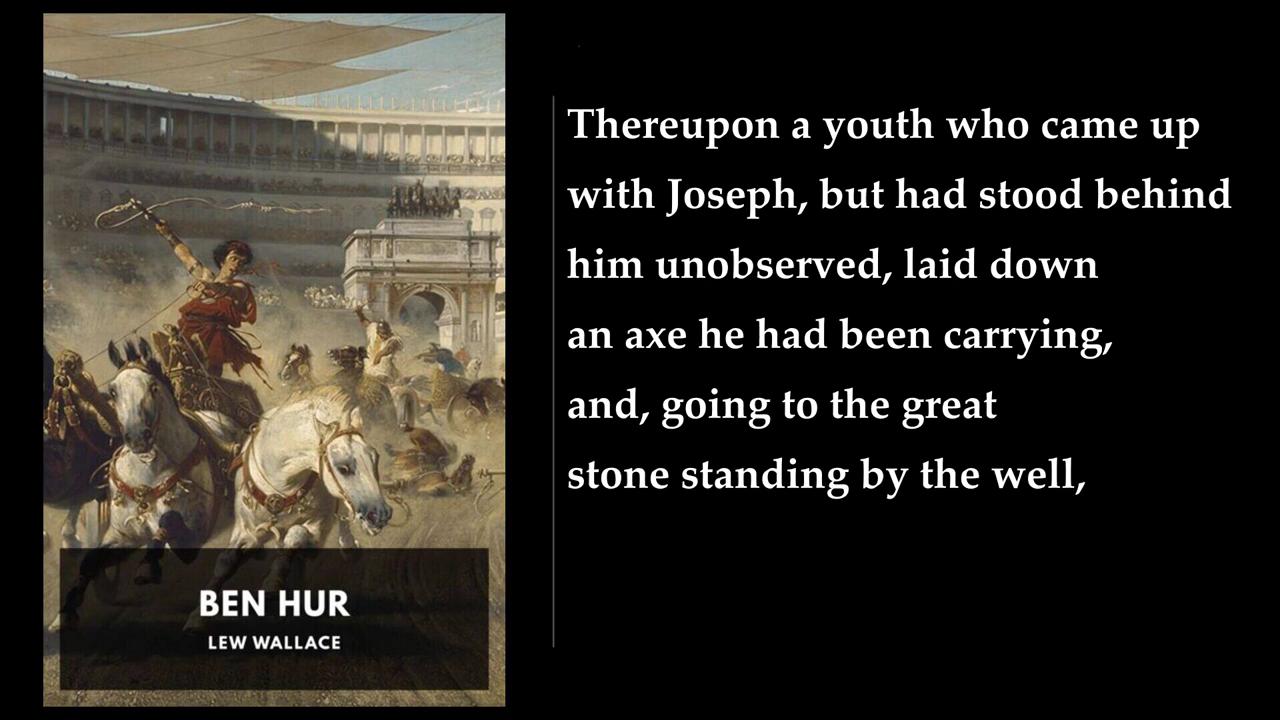 BEN HUR
LEW WALLACE
Thereupon a youth who came up
with Joseph, but had stood behind
him unobserved, laid down
an axe he had been carrying,
and, going to the great
stone standing by the well,